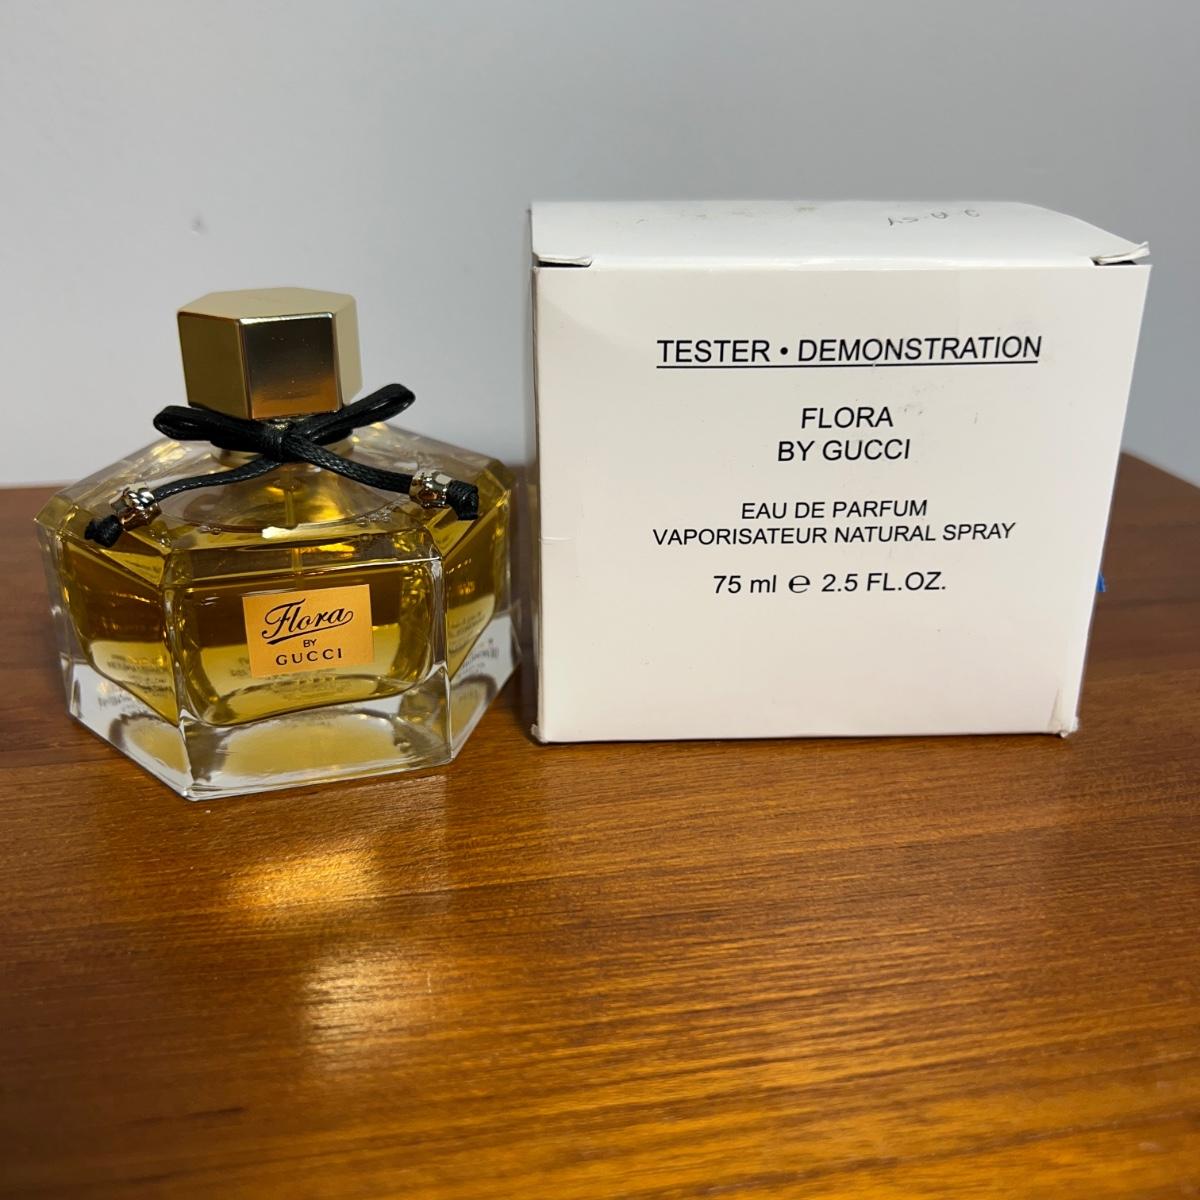 Flora
BY
GUCCI
TESTER • DEMONSTRATION
FLORA
BY GUCCI
EAU DE PARFUM
VAPORISATEUR NATURAL SPRAY
75 ml ℮ 2.5 FL.OZ.